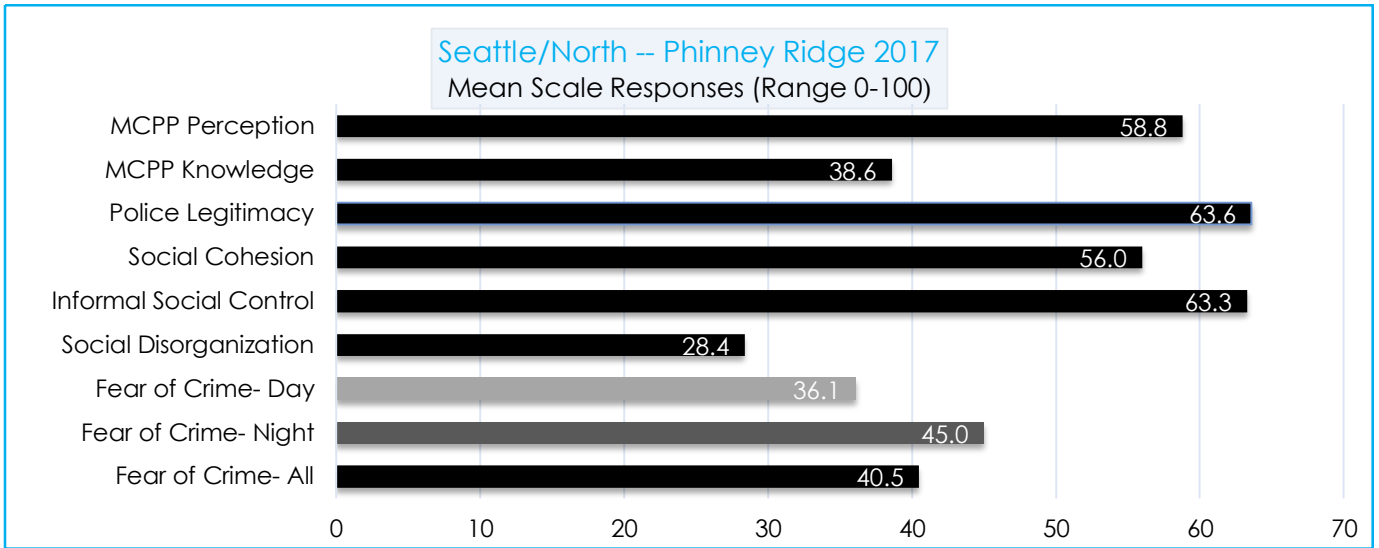 Seattle/North -- Phinney Ridge 2017
Mean Scale Responses (Range 0-100)
MCPP Perception 58.8
MCPP Knowledge 38.6
Police Legitimacy 63.6
Social Cohesion 56.0
Informal Social Control 63.3
Social Disorganization 28.4
Fear of Crime- Day 36.1
Fear of Crime- Night 45.0
Fear of Crime- All 40.5
0 10 20 30 40 50 60 70